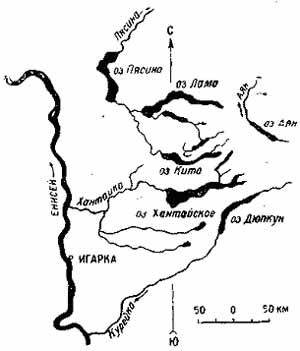 Пясина
С
оз Пясина
оз Лама
Аян
оз Аян
оз Кита
Хантайка
ЕНИСЕЙ
оз Хантайское
оз Дюпкун
ИГАРКА
Курейка
50 0 50 км
Ю